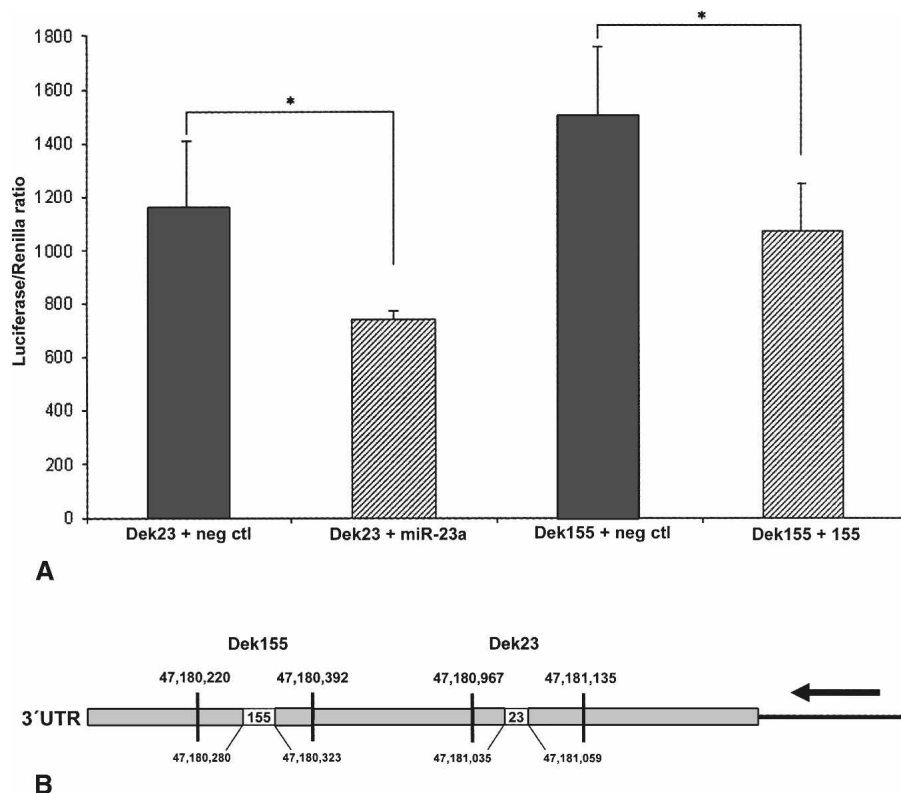 1800
1600
1400
1200
1000
800
600
400
200
0
Luciferase/Renilla ratio
*
*
Dek23 + neg ctl
Dek23 + miR-23a
Dek155 + neg ctl
Dek155 + 155
A
Dek155
Dek23
47,180,220
47,180,392
47,180,967
47,181,135
3´UTR
155
23
47,180,280
47,180,323
47,181,035
47,181,059
B